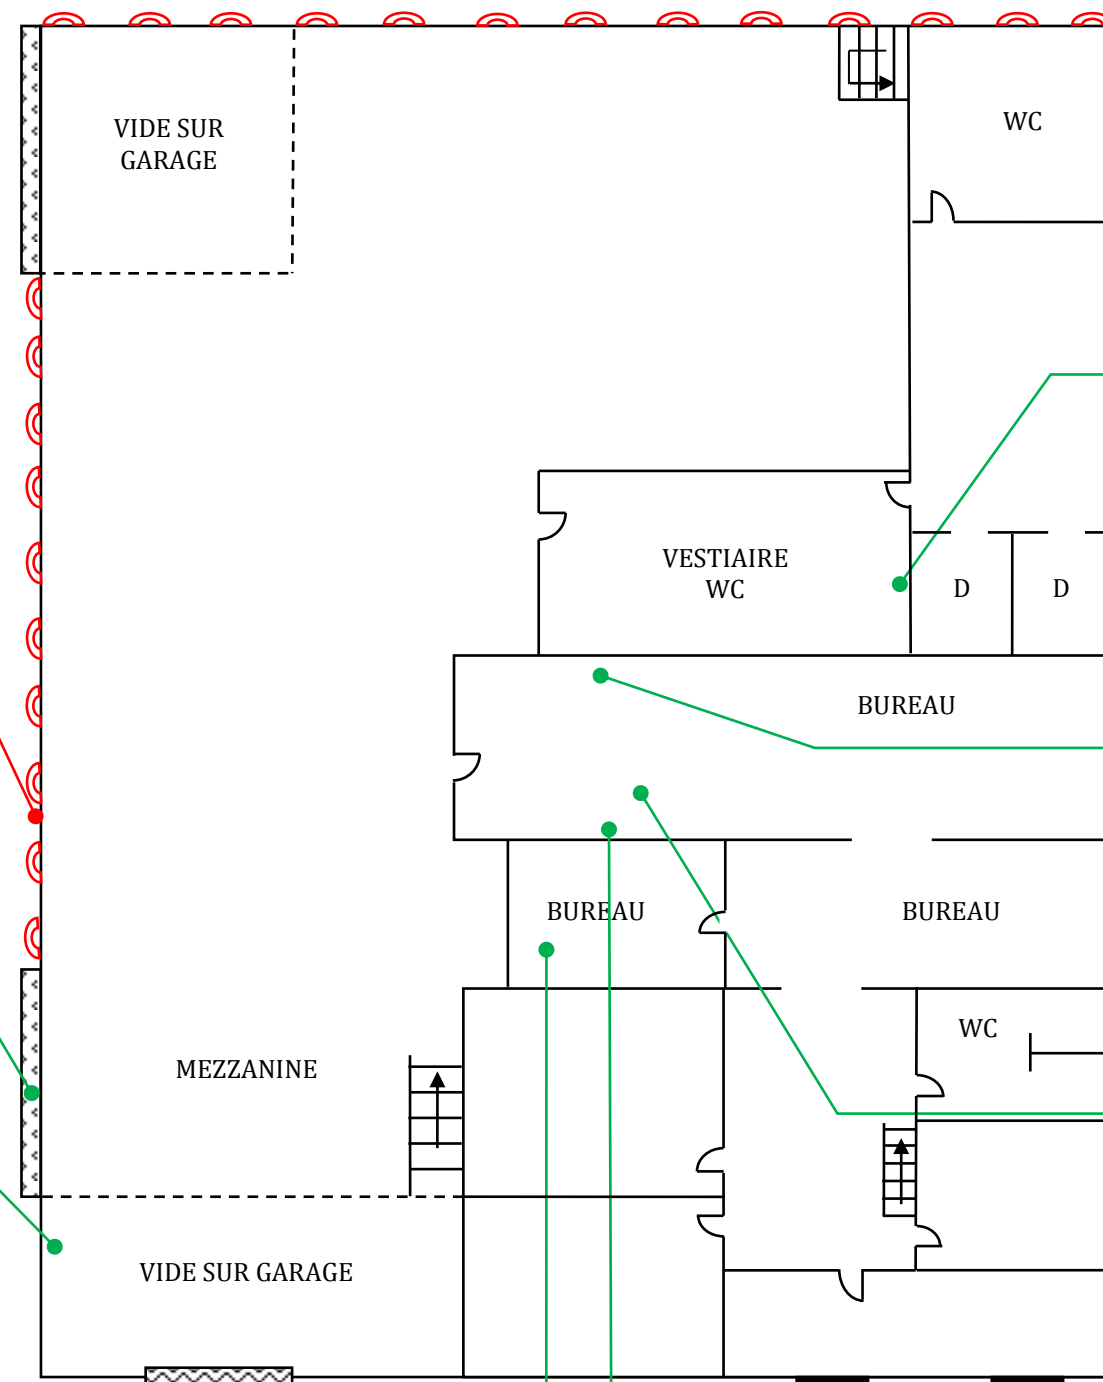 VIDE SUR
GARAGE
WC
VESTIAIRE
WC
D
D
BUREAU
BUREAU
BUREAU
WC
MEZZANINE
VIDE SUR GARAGE